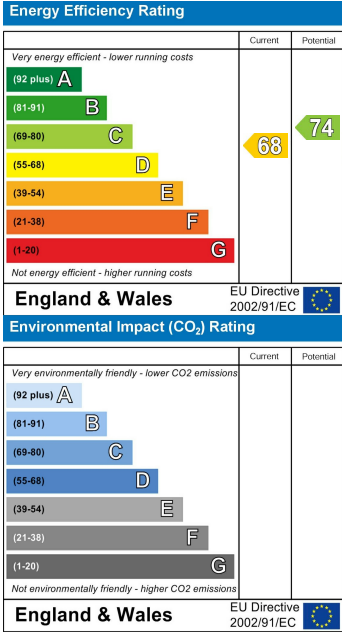 Energy Efficiency Rating
Current Potential
Very energy efficient - lower running costs
(92 plus) A
(81-91) B
(69-80) C
(55-68) D
(39-54) E
(21-38) F
(1-20) G
68
74
Not energy efficient - higher running costs
England & Wales
EU Directive
2002/91/EC
Environmental Impact (CO₂) Rating
Current Potential
Very environmentally friendly - lower CO2 emissions
(92 plus) A
(81-91) B
(69-80) C
(55-68) D
(39-54) E
(21-38) F
(1-20) G
Not environmentally friendly - higher CO2 emissions
England & Wales
EU Directive
2002/91/EC